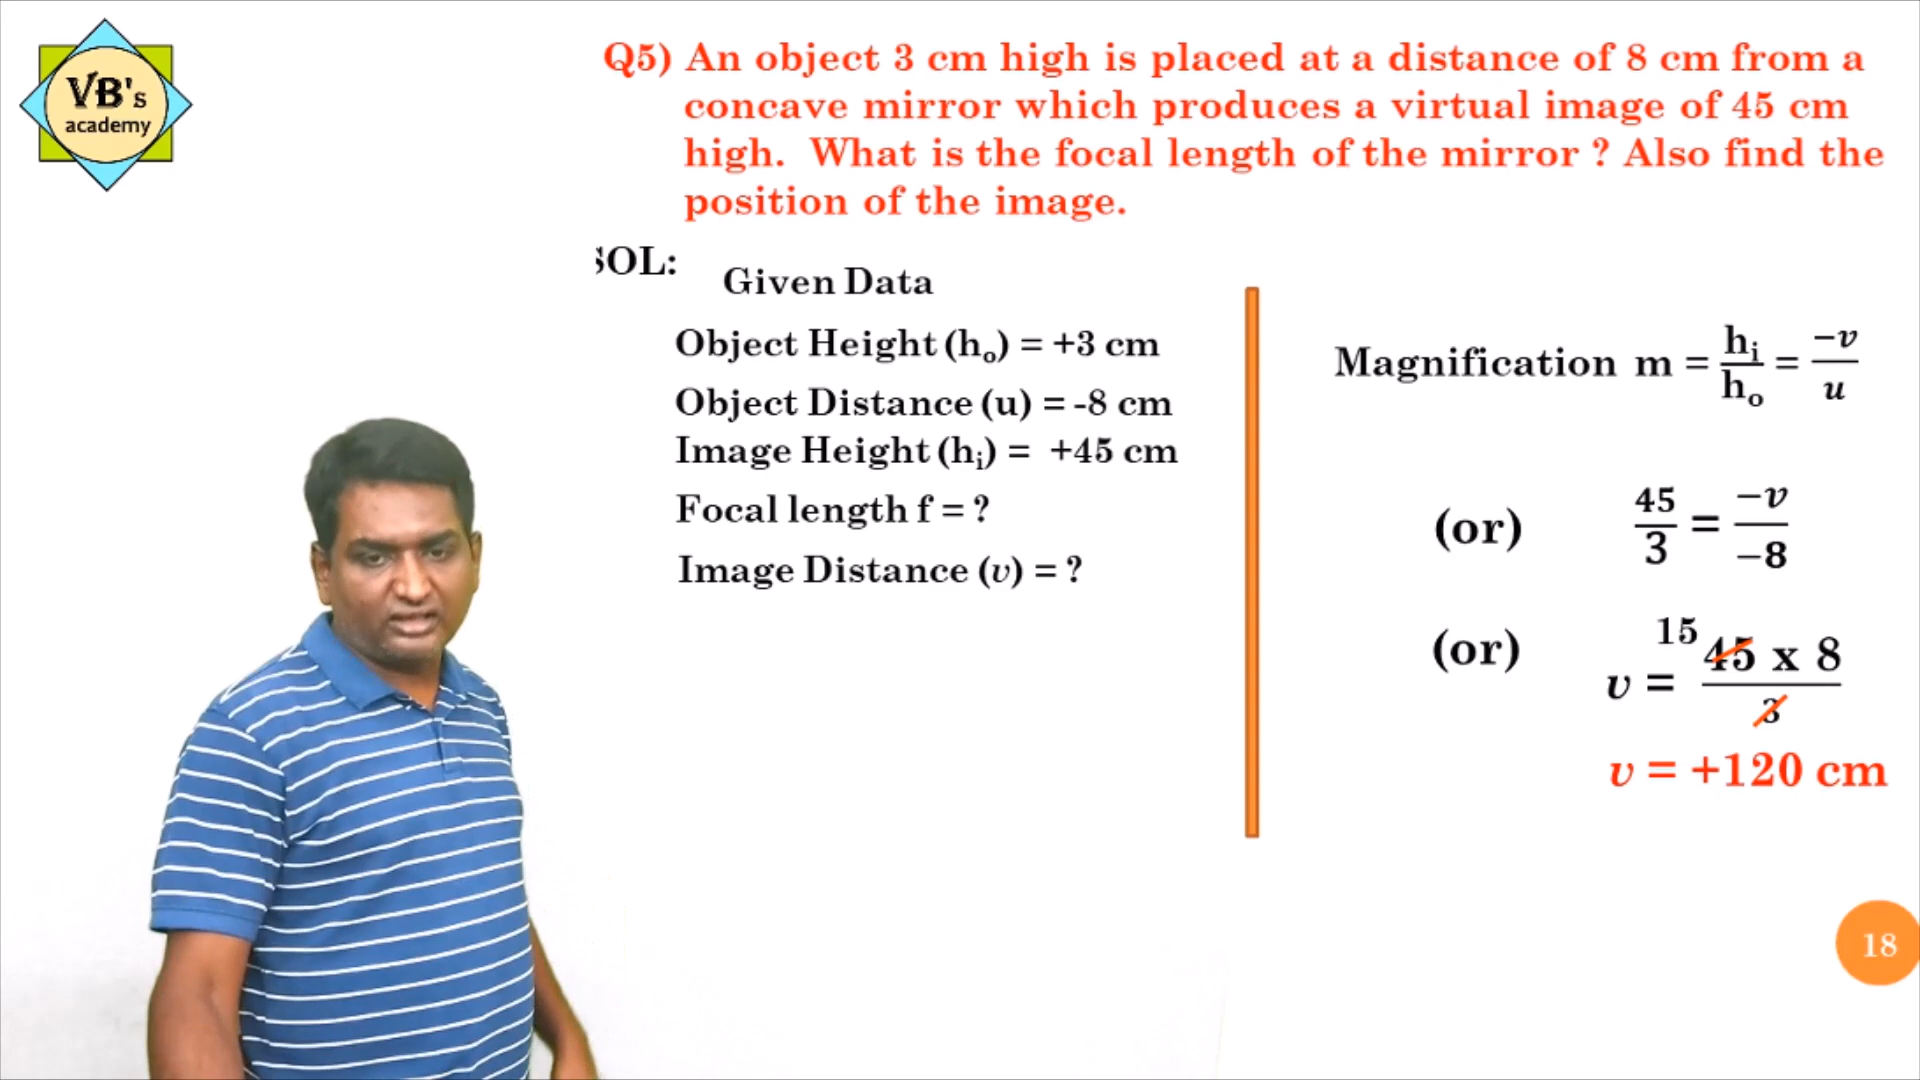 VB's
academy
Q5) An object 3 cm high is placed at a distance of 8 cm from a
concave mirror which produces a virtual image of 45 cm
high. What is the focal length of the mirror ? Also find the
position of the image.
SOL:
Given Data
Object Height (hₒ) = +3 cm
Object Distance (u) = -8 cm
Image Height (hᵢ) = +45 cm
Focal length f = ?
Image Distance (v) = ?
Magnification m = hᵢ/hₒ = −v/u
(or) 45/3 = −v/−8
(or) v = 15 45 x 8 / 3
v = +120 cm
18